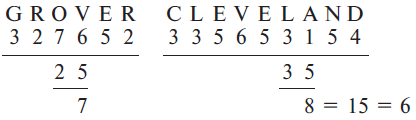 G R O V E R C L E V E L A N D
3 2 7 6 5 2 3 3 5 6 5 3 1 5 4
2 5 3 5
7 8 = 15 = 6